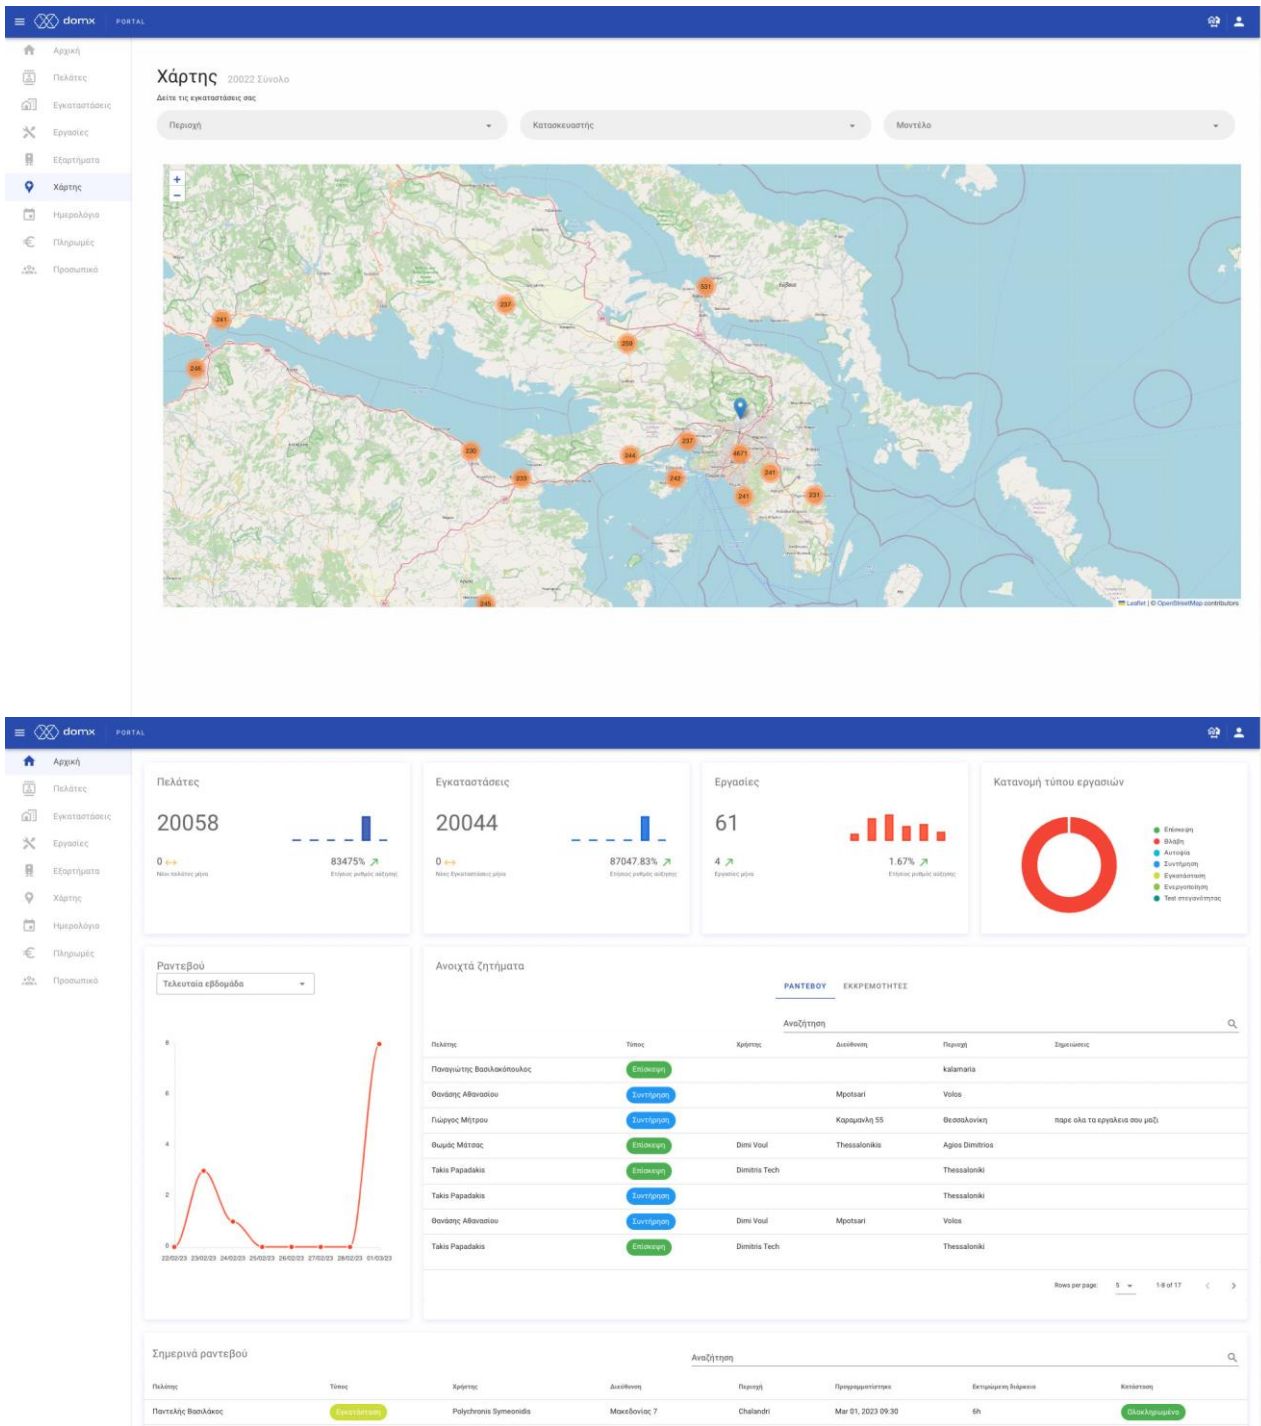 domx PORTAL
Αρχική
Πελάτες
Εγκαταστάσεις
Εργασίες
Εξαρτήματα
Χάρτης
Ημερολόγιο
Πληρωμές
Προσωπικό
Χάρτης 20022 Σύνολο
Δείτε τις εγκαταστάσεις σας
Περιοχή Κατασκευαστής Μοντέλο
+
−
531
237
241
259
246
237
230
244
4671
241
233
242
241
231
245
Leaflet | © OpenStreetMap contributors
domx PORTAL
Αρχική
Πελάτες
Εγκαταστάσεις
Εργασίες
Εξαρτήματα
Χάρτης
Ημερολόγιο
Πληρωμές
Προσωπικό
Πελάτες
20058
0 83475%
Νέοι πελάτες μήνα Ετήσιος ρυθμός αύξησης
Εγκαταστάσεις
20044
0 87047.83%
Νέες Εγκαταστάσεις μήνα Ετήσιος ρυθμός αύξησης
Εργασίες
61
4 1.67%
Εργασίες μήνα Ετήσιος ρυθμός αύξησης
Κατανομή τύπου εργασιών
Επίσκεψη
Βλάβη
Αυτοψία
Συντήρηση
Εγκατάσταση
Ενεργοποίηση
Test στεγανότητας
Ραντεβού
Τελευταία εβδομάδα
8
6
4
2
0
22/02/23 23/02/23 24/02/23 25/02/23 26/02/23 27/02/23 28/02/23 01/03/23
Ανοιχτά ζητήματα
ΡΑΝΤΕΒΟΥ ΕΚΚΡΕΜΟΤΗΤΕΣ
Αναζήτηση
Πελάτης Τύπος Χρήστης Διεύθυνση Περιοχή Σημειώσεις
Παναγιώτης Βασιλακόπουλος Επίσκεψη kalamaria
Θανάσης Αθανασίου Συντήρηση Mpotsari Volos
Γιώργος Μήτρου Συντήρηση Καραμανλη 55 Θεσσαλονίκη παρε ολα τα εργαλεια σου μαζι
Θωμάς Μάτσας Επίσκεψη Dimi Voul Thessalonikis Agios Dimitrios
Takis Papadakis Επίσκεψη Dimitris Tech Thessaloniki
Takis Papadakis Συντήρηση Thessaloniki
Θανάσης Αθανασίου Συντήρηση Dimi Voul Mpotsari Volos
Takis Papadakis Επίσκεψη Dimitris Tech Thessaloniki
Rows per page: 5 1-8 of 17
Σημερινά ραντεβού
Αναζήτηση
Πελάτης Τύπος Χρήστης Διεύθυνση Περιοχή Προγραμματίστηκε Εκτιμώμενη διάρκεια Κατάσταση
Παντελής Βασιλάκος Εγκατάσταση Polychronis Symeonidis Μακεδονίας 7 Chalandri Mar 01, 2023 09:30 6h Ολοκληρωμένο